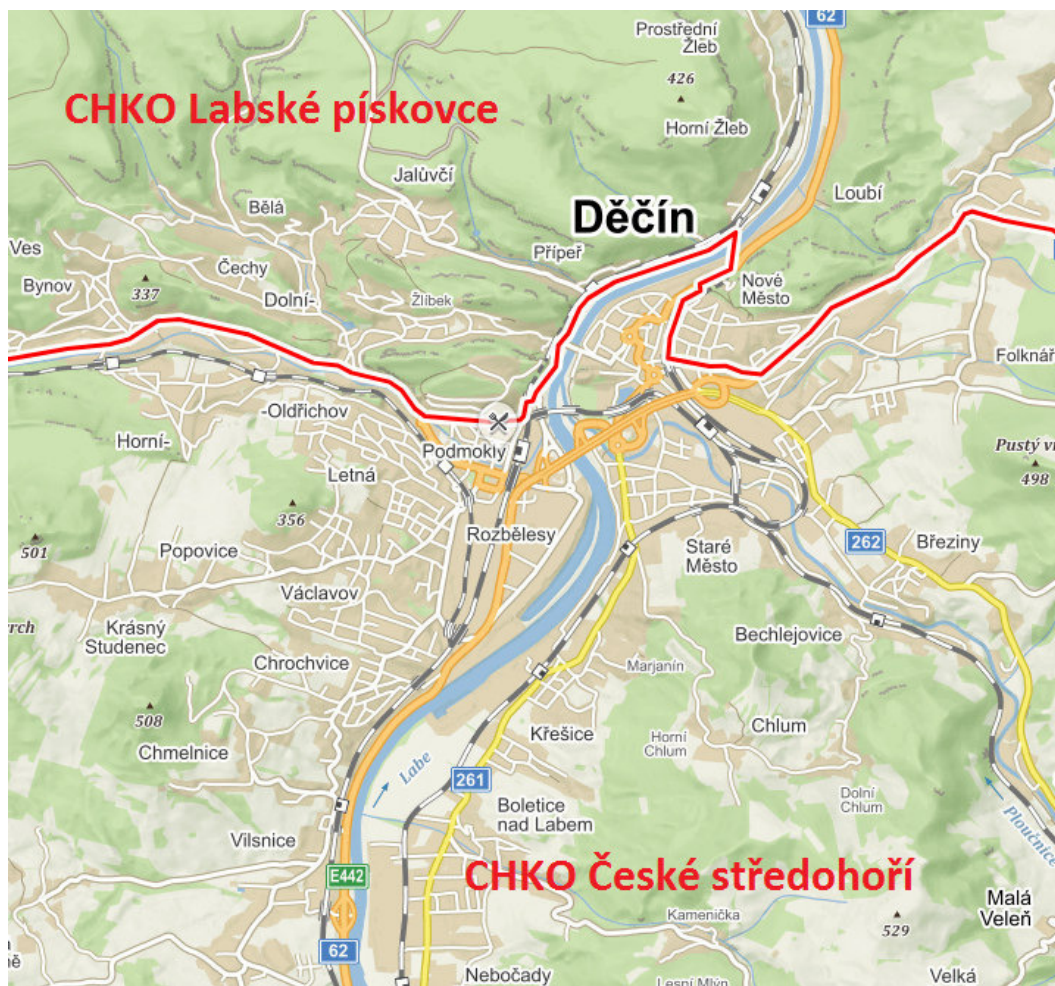 62
Prostřední
Žleb
426
CHKO Labské pískovce
Horní Žleb
Jalůvčí
Loubí
Bělá
Děčín
Ves
Přípeř
Čechy
Bynov
337
Dolní-
Žlíbek
Nové
Město
Folknář
-Oldřichov
Horní-
Podmokly
Letná
Pustý
498
356
Rozbělesy
501
Popovice
Staré
Město
262
Březiny
Václavov
Krásný
Studenec
Bechlejovice
Chrochvice
Marjanín
508
Chlum
Křešice
Horní
Chlum
Chmelnice
Labe
261
Dolní
Chlum
Boletice
nad Labem
Ploučnice
Vilsnice
E442
CHKO České středohoří
Malá
Veleň
Kamenička
529
62
Nebočady
Lesní Mlýn
Velká